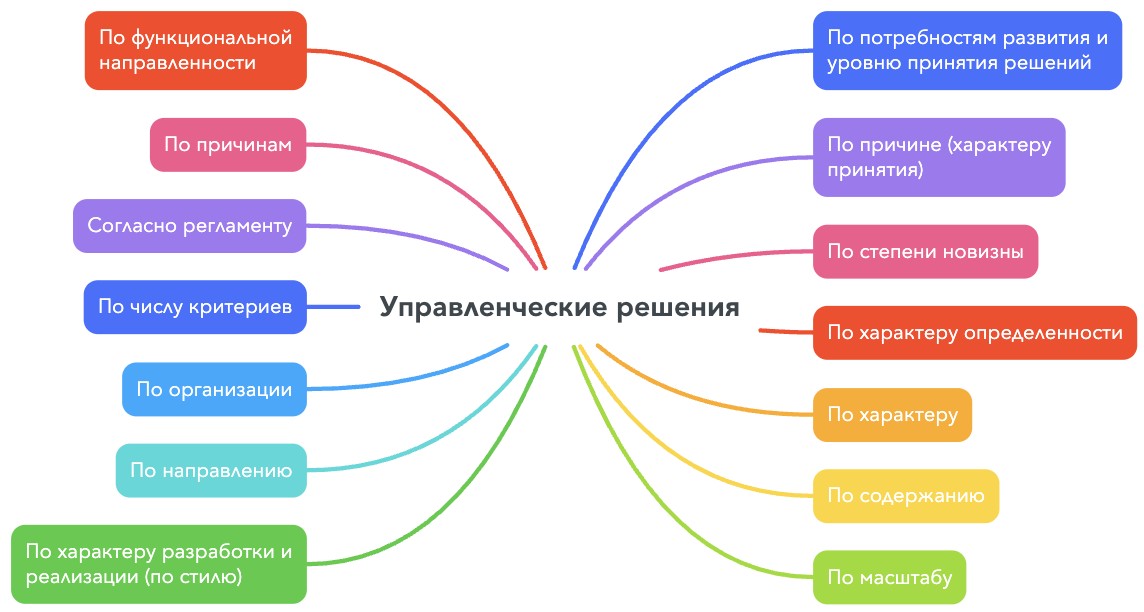 По функциональной
направленности
По причинам
Согласно регламенту
По числу критериев
По организации
По направлению
По характеру разработки и
реализации (по стилю)
Управленческие решения
По потребностям развития и
уровню принятия решений
По причине (характеру
принятия)
По степени новизны
По характеру определенности
По характеру
По содержанию
По масштабу